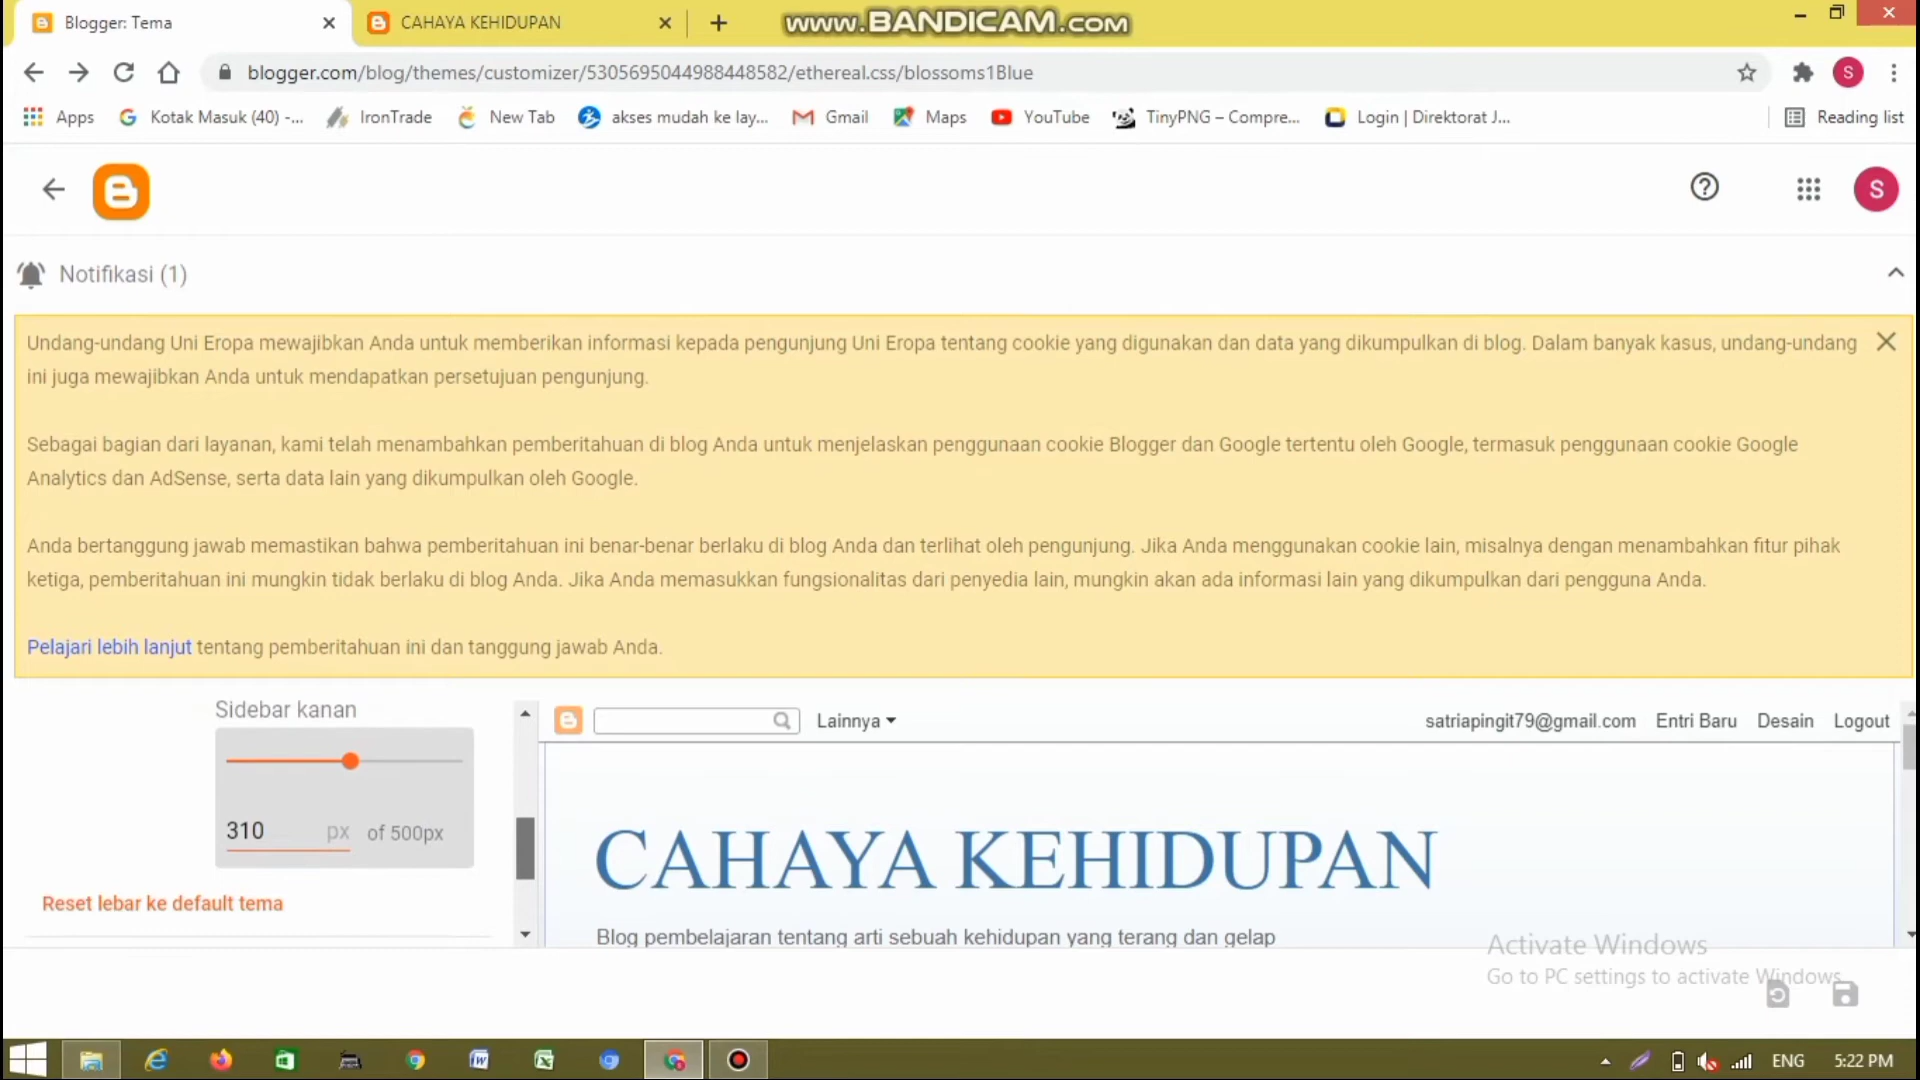 Blogger: Tema
CAHAYA KEHIDUPAN
www.BANDICAM.com
blogger.com/blog/themes/customizer/5305695044988448582/ethereal.css/blossoms1Blue
S
Apps
Kotak Masuk (40) -...
IronTrade
New Tab
akses mudah ke lay...
Gmail
Maps
YouTube
TinyPNG – Compre...
Login | Direktorat J...
Reading list
S
Notifikasi (1)
Undang-undang Uni Eropa mewajibkan Anda untuk memberikan informasi kepada pengunjung Uni Eropa tentang cookie yang digunakan dan data yang dikumpulkan di blog. Dalam banyak kasus, undang-undang
ini juga mewajibkan Anda untuk mendapatkan persetujuan pengunjung.
Sebagai bagian dari layanan, kami telah menambahkan pemberitahuan di blog Anda untuk menjelaskan penggunaan cookie Blogger dan Google tertentu oleh Google, termasuk penggunaan cookie Google
Analytics dan AdSense, serta data lain yang dikumpulkan oleh Google.
Anda bertanggung jawab memastikan bahwa pemberitahuan ini benar-benar berlaku di blog Anda dan terlihat oleh pengunjung. Jika Anda menggunakan cookie lain, misalnya dengan menambahkan fitur pihak
ketiga, pemberitahuan ini mungkin tidak berlaku di blog Anda. Jika Anda memasukkan fungsionalitas dari penyedia lain, mungkin akan ada informasi lain yang dikumpulkan dari pengguna Anda.
Pelajari lebih lanjut tentang pemberitahuan ini dan tanggung jawab Anda.
Sidebar kanan
310 px of 500px
Reset lebar ke default tema
Lainnya
satriapingit79@gmail.com Entri Baru Desain Logout
CAHAYA KEHIDUPAN
Blog pembelajaran tentang arti sebuah kehidupan yang terang dan gelap
Activate Windows
Go to PC settings to activate Windows.
ENG
5:22 PM